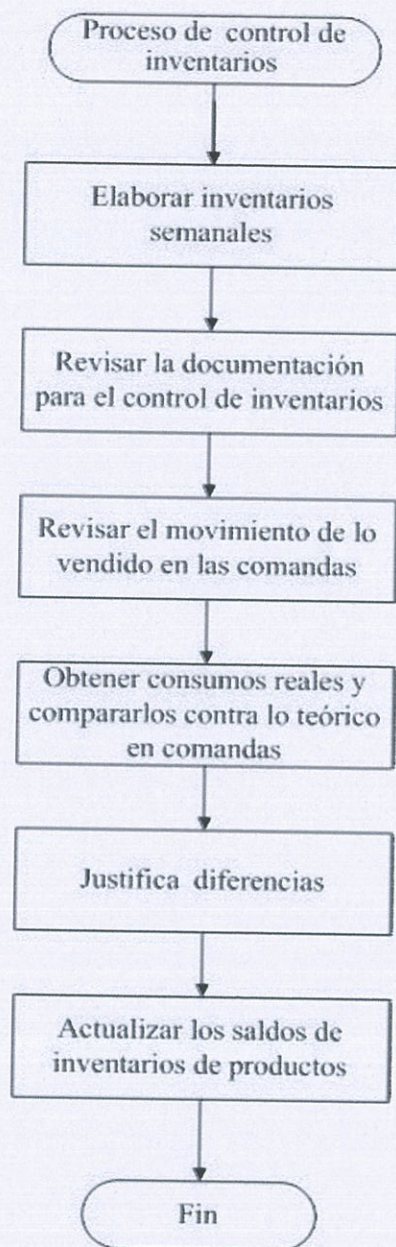 Proceso de control de
inventarios
Elaborar inventarios
semanales
Revisar la documentación
para el control de inventarios
Revisar el movimiento de lo
vendido en las comandas
Obtener consumos reales y
compararlos contra lo teórico
en comandas
Justifica diferencias
Actualizar los saldos de
inventarios de productos
Fin